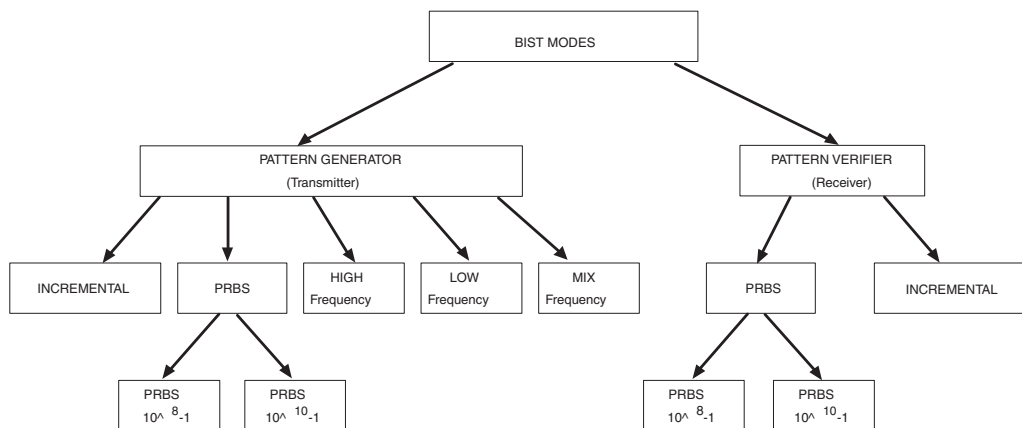 BIST MODES
PATTERN GENERATOR
(Transmitter)
PATTERN VERIFIER
(Receiver)
INCREMENTAL
PRBS
HIGH
Frequency
LOW
Frequency
MIX
Frequency
PRBS
INCREMENTAL
PRBS
10^ 8-1
PRBS
10^ 10-1
PRBS
10^ 8-1
PRBS
10^ 10-1